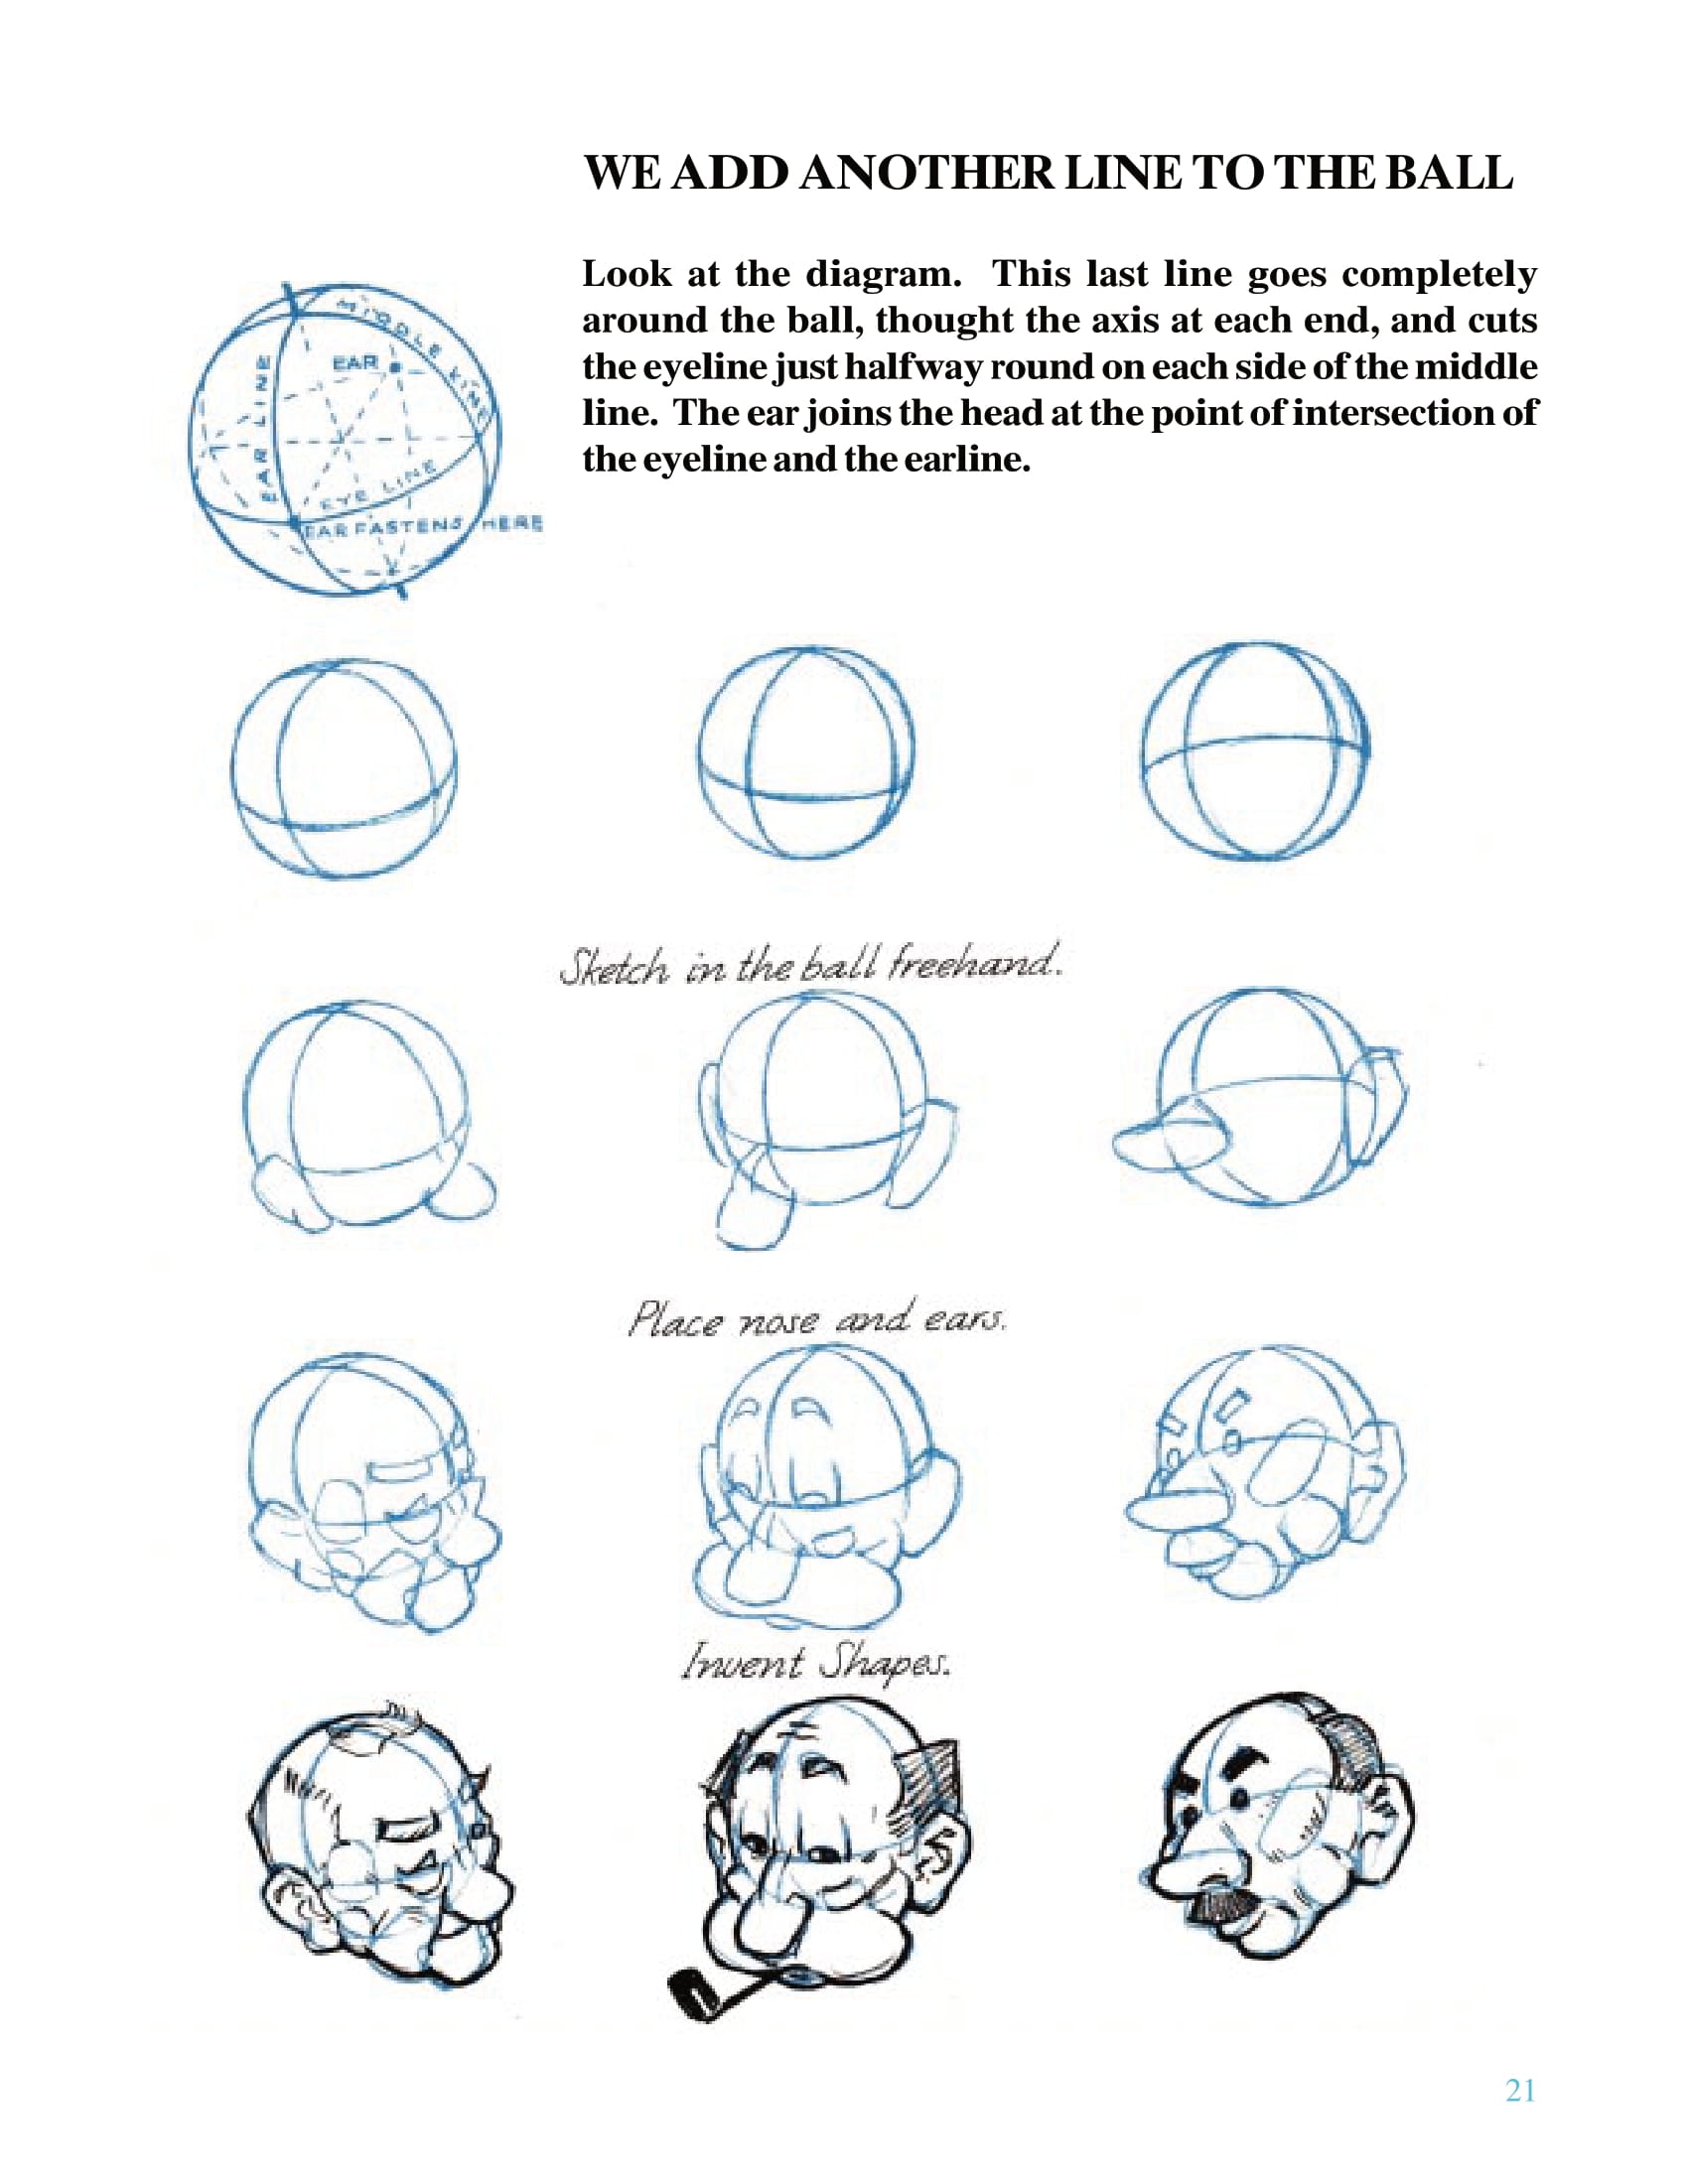 WE ADD ANOTHER LINE TO THE BALL
Look at the diagram. This last line goes completely
around the ball, thought the axis at each end, and cuts
the eyeline just halfway round on each side of the middle
line. The ear joins the head at the point of intersection of
the eyeline and the earline.
MIDDLE LINE
EAR
EAR LINE
EYE LINE
EAR FASTENS HERE
Sketch in the ball freehand.
Place nose and ears.
Invent Shapes.
21